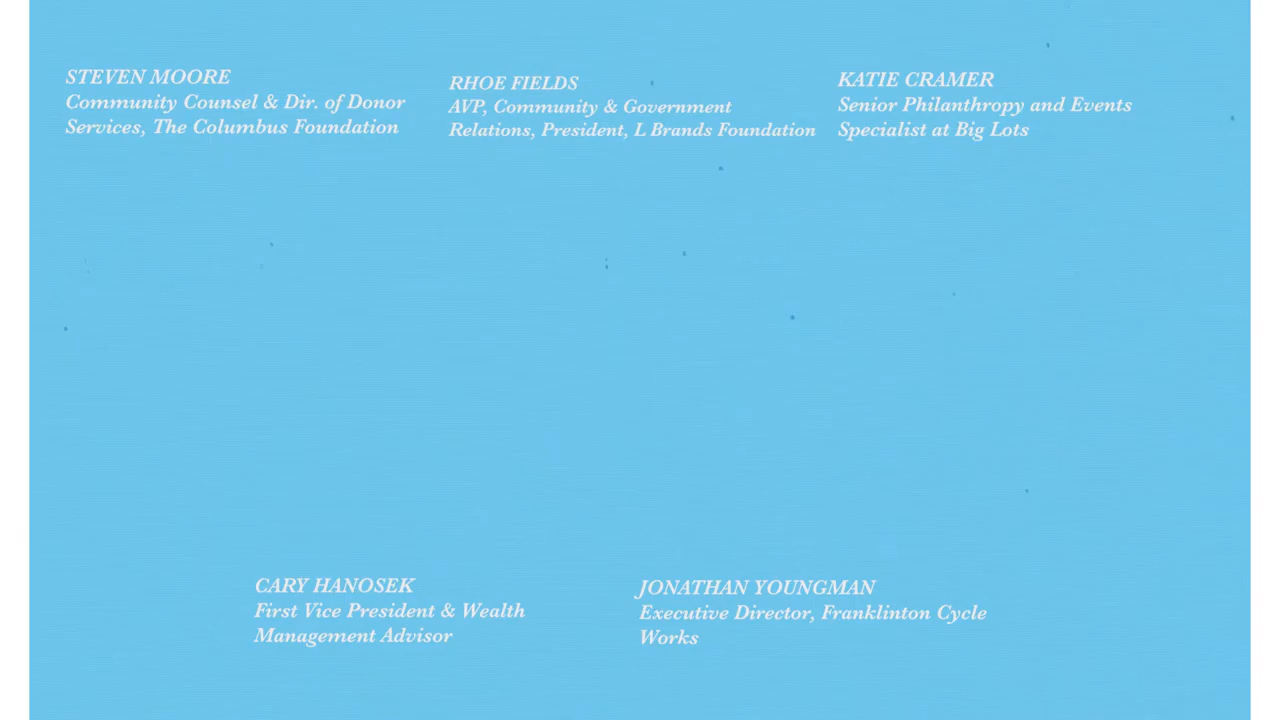 STEVEN MOORE
Community Counsel & Dir. of Donor
Services, The Columbus Foundation
RHOE FIELDS
AVP, Community & Government
Relations, President, L Brands Foundation
KATIE CRAMER
Senior Philanthropy and Events
Specialist at Big Lots
CARY HANOSEK
First Vice President & Wealth
Management Advisor
JONATHAN YOUNGMAN
Executive Director, Franklinton Cycle
Works